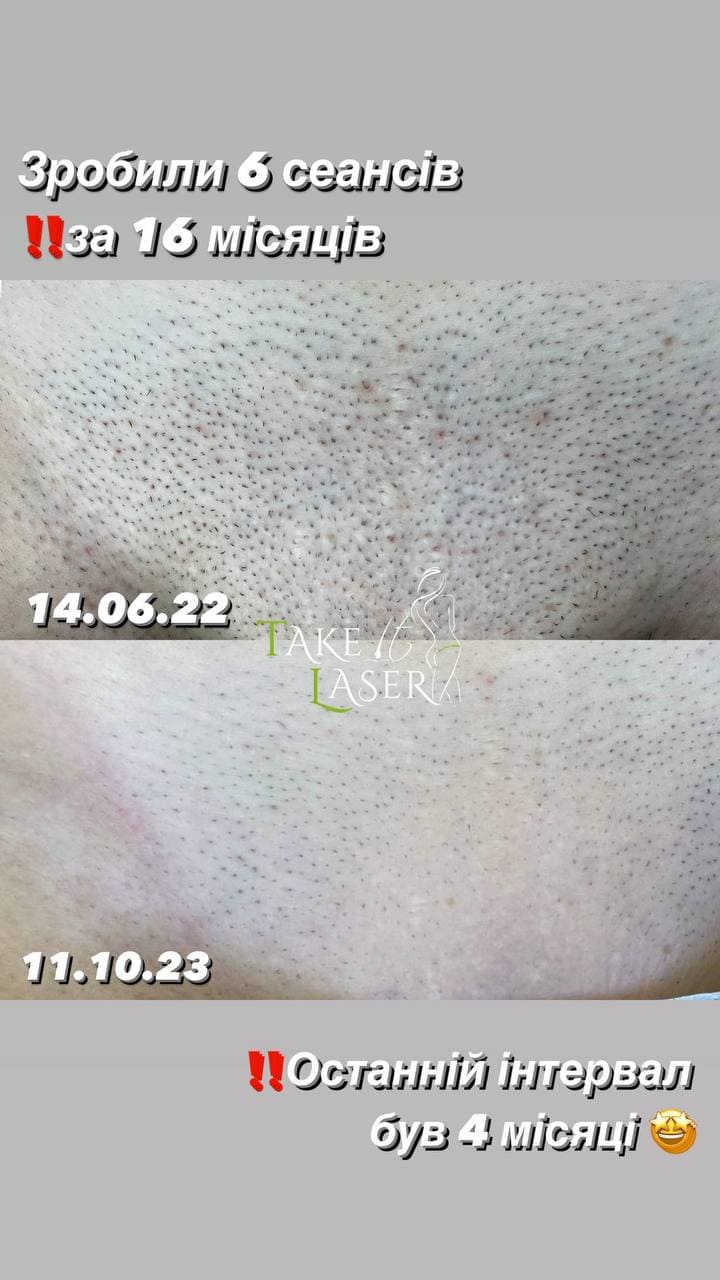 Зробили 6 сеансів
‼️за 16 місяців
14.06.22
TAKE It
LASER
11.10.23
‼️Останній інтервал
був 4 місяці 🤩